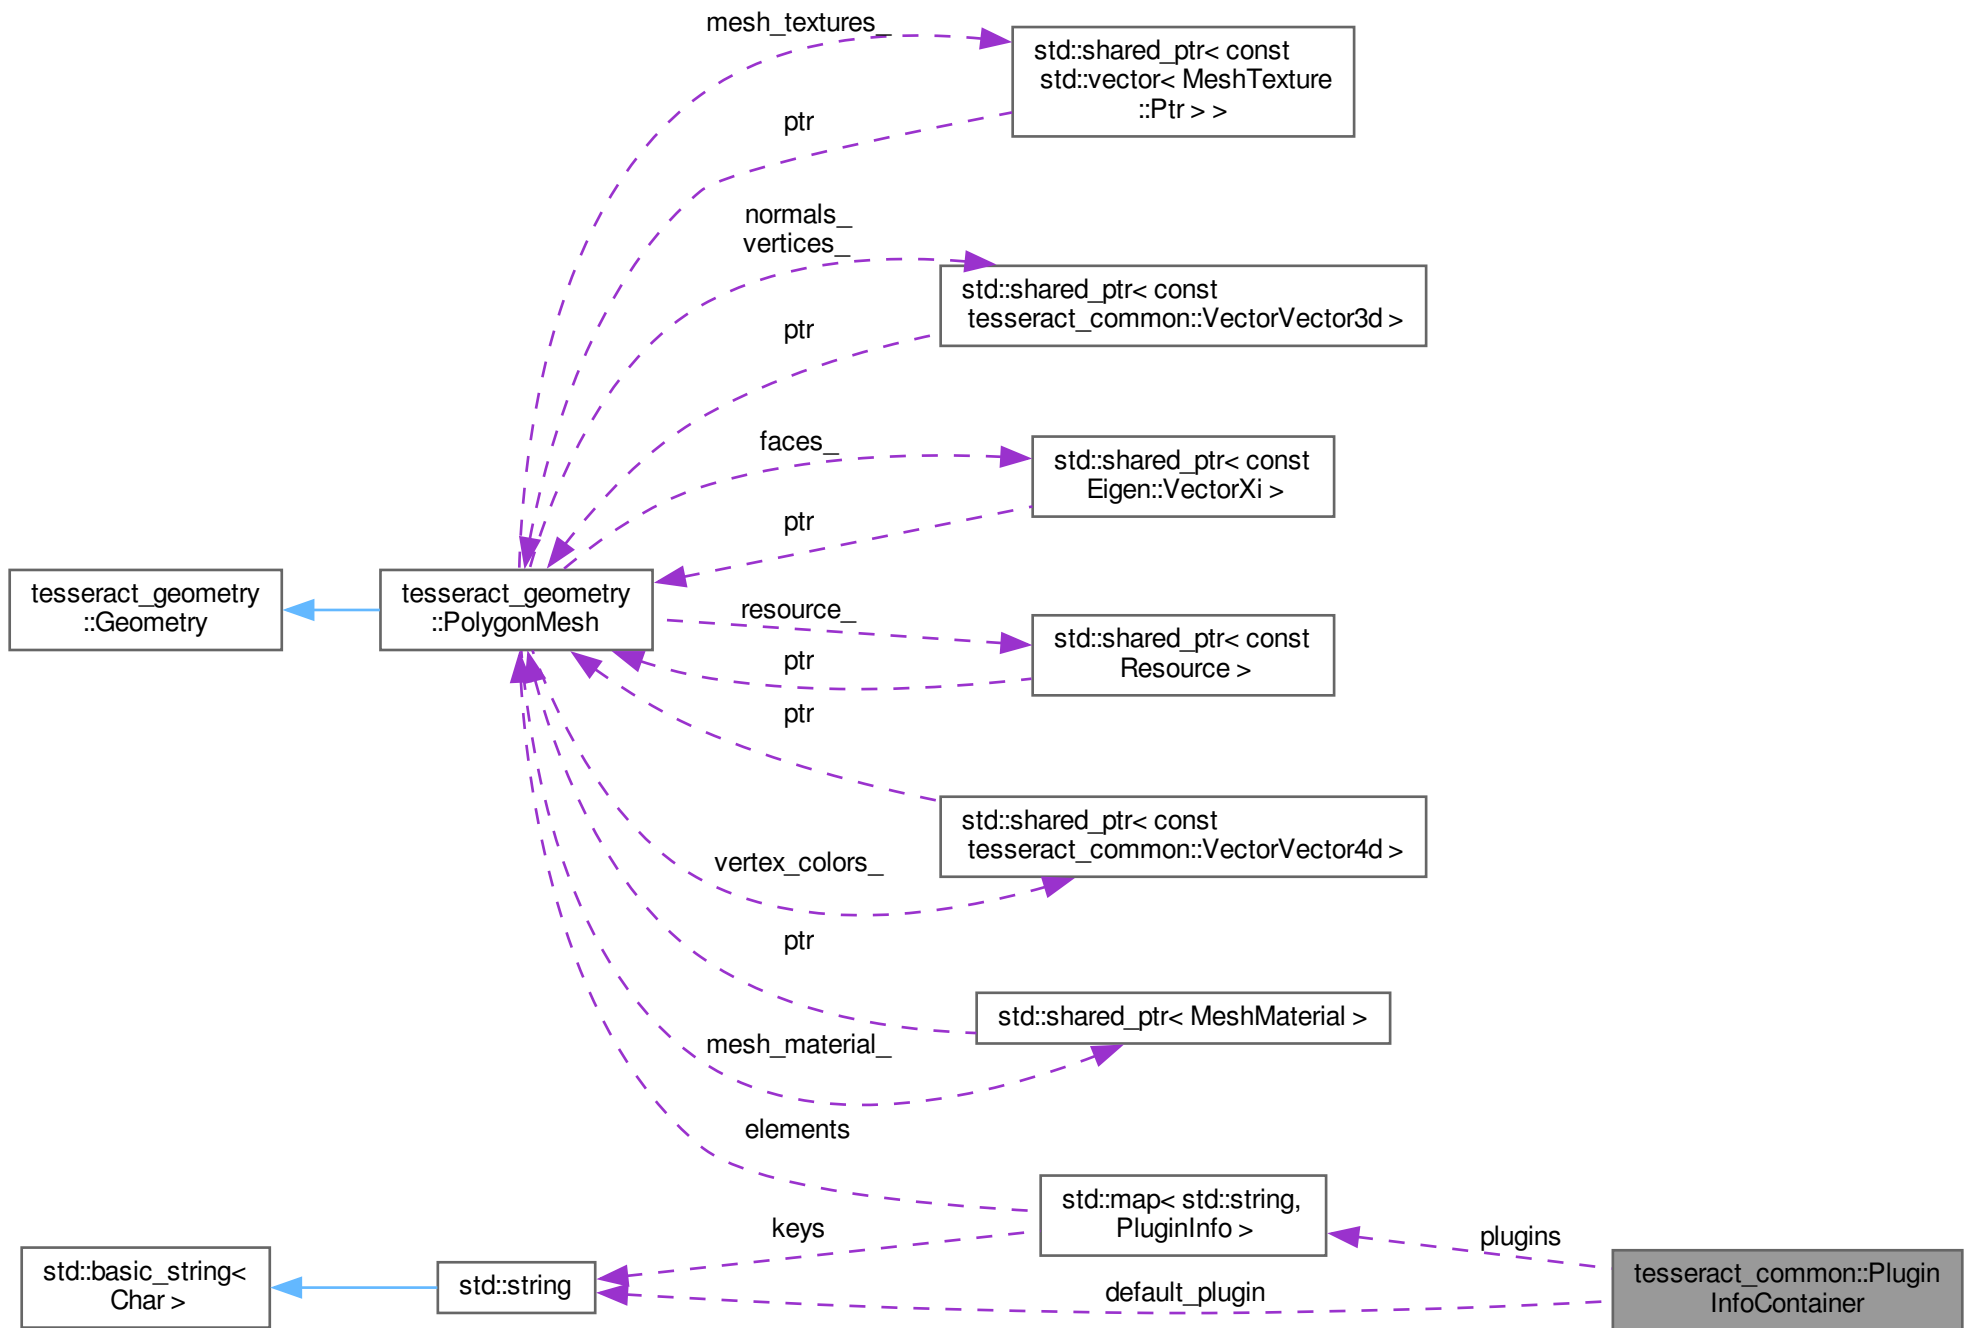 mesh_textures_
std::shared_ptr< const
std::vector< MeshTexture
::Ptr > >
ptr
normals_
vertices_
std::shared_ptr< const
tesseract_common::VectorVector3d >
ptr
faces_
std::shared_ptr< const
Eigen::VectorXi >
ptr
tesseract_geometry
::Geometry
tesseract_geometry
::PolygonMesh
resource_
std::shared_ptr< const
Resource >
ptr
ptr
std::shared_ptr< const
tesseract_common::VectorVector4d >
vertex_colors_
ptr
std::shared_ptr< MeshMaterial >
mesh_material_
elements
std::map< std::string,
PluginInfo >
keys
plugins
std::basic_string<
Char >
std::string
default_plugin
tesseract_common::Plugin
InfoContainer